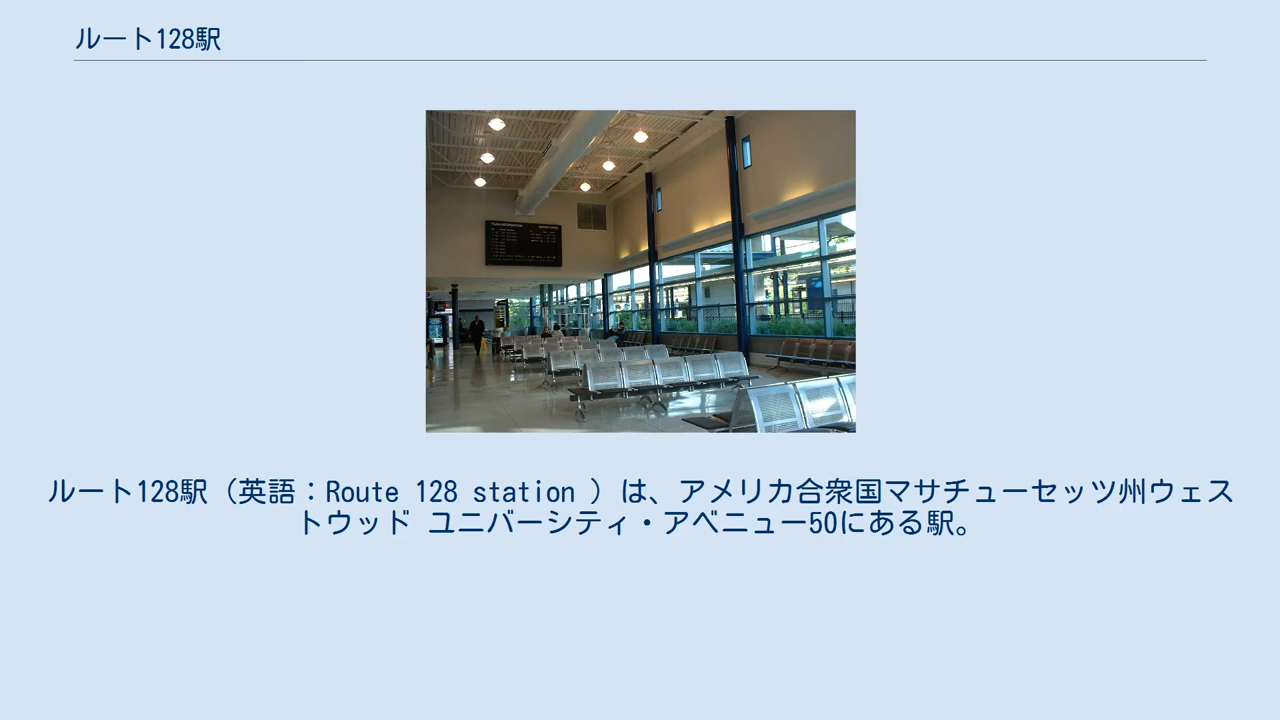 ルート128駅
ルート128駅（英語：Route 128 station ）は、アメリカ合衆国マサチューセッツ州ウェス
トウッド ユニバーシティ・アベニュー50にある駅。